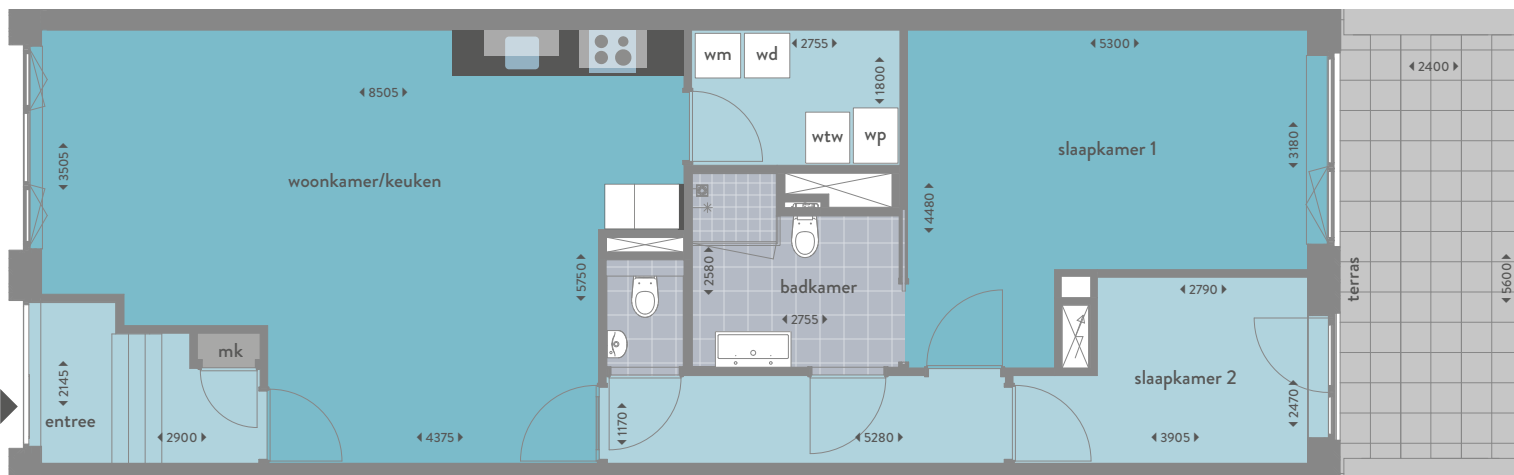 wm
wd
2755
5300
2400
8505
1800
wtw
wp
slaapkamer 1
3505
woonkamer/keuken
3180
4480
5750
2580
badkamer
2755
2790
terras
5600
mk
2145
entree
2900
4375
1170
5280
slaapkamer 2
3905
2470